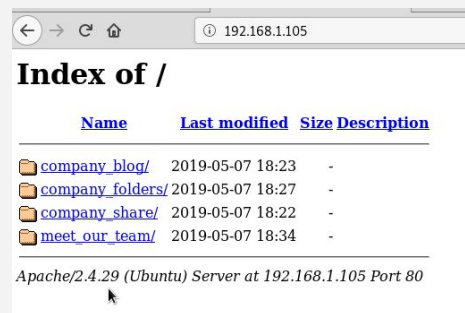 192.168.1.105
Index of /
Name Last modified Size Description
company_blog/ 2019-05-07 18:23 -
company_folders/ 2019-05-07 18:27 -
company_share/ 2019-05-07 18:22 -
meet_our_team/ 2019-05-07 18:34 -
Apache/2.4.29 (Ubuntu) Server at 192.168.1.105 Port 80